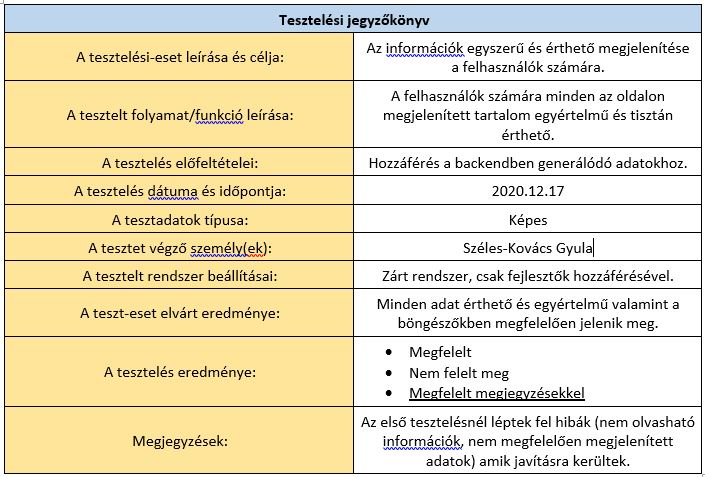 Tesztelési jegyzőkönyv
A tesztelési-eset leírása és célja:
Az információk egyszerű és érthető megjelenítése
a felhasználók számára.
A tesztelt folyamat/funkció leírása:
A felhasználók számára minden az oldalon
megjelenített tartalom egyértelmű és tisztán
érthető.
A tesztelés előfeltételei:
Hozzáférés a backendben generálódó adatokhoz.
A tesztelés dátuma és időpontja:
2020.12.17
A tesztadatok típusa:
Képes
A tesztet végző személy(ek):
Széles-Kovács Gyula
A tesztelt rendszer beállításai:
Zárt rendszer, csak fejlesztők hozzáférésével.
A teszt-eset elvárt eredménye:
Minden adat érthető és egyértelmű valamint a
böngészőkben megfelelően jelenik meg.
A tesztelés eredménye:
• Megfelelt
• Nem felelt meg
• Megfelelt megjegyzésekkel
Megjegyzések:
Az első tesztelésnél léptek fel hibák (nem olvasható
információk, nem megfelelően megjelenített
adatok) amik javításra kerültek.